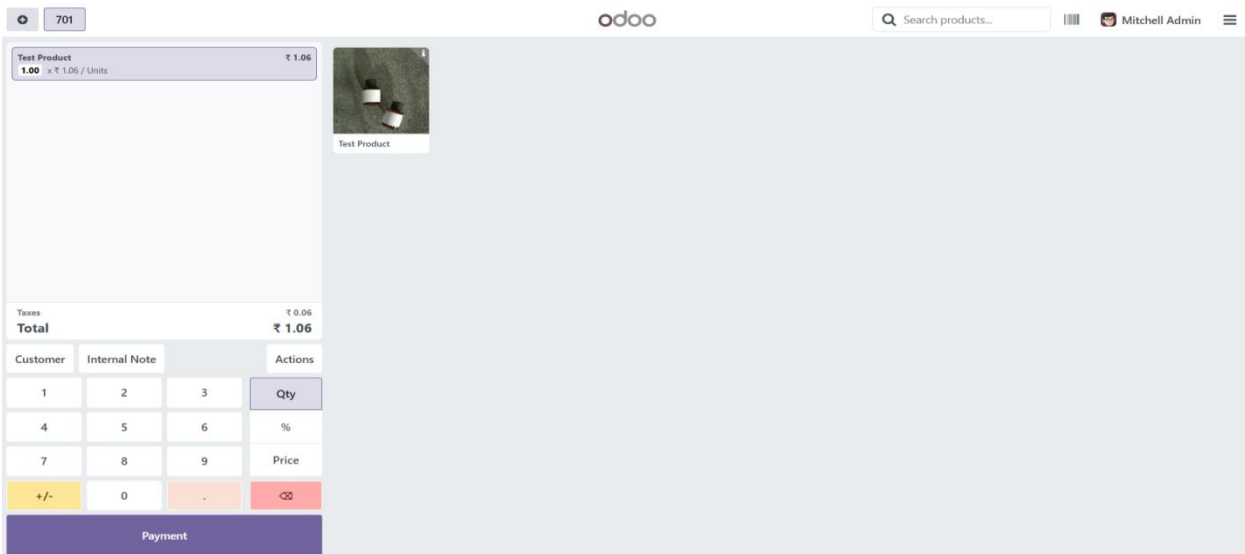 701
odoo
Search products...
Mitchell Admin
Test Product ₹ 1.06
1.00 x ₹ 1.06 / Units
i
Test Product
Taxes ₹ 0.06
Total ₹ 1.06
Customer Internal Note Actions
1 2 3 Qty
4 5 6 %
7 8 9 Price
+/- 0 .
Payment